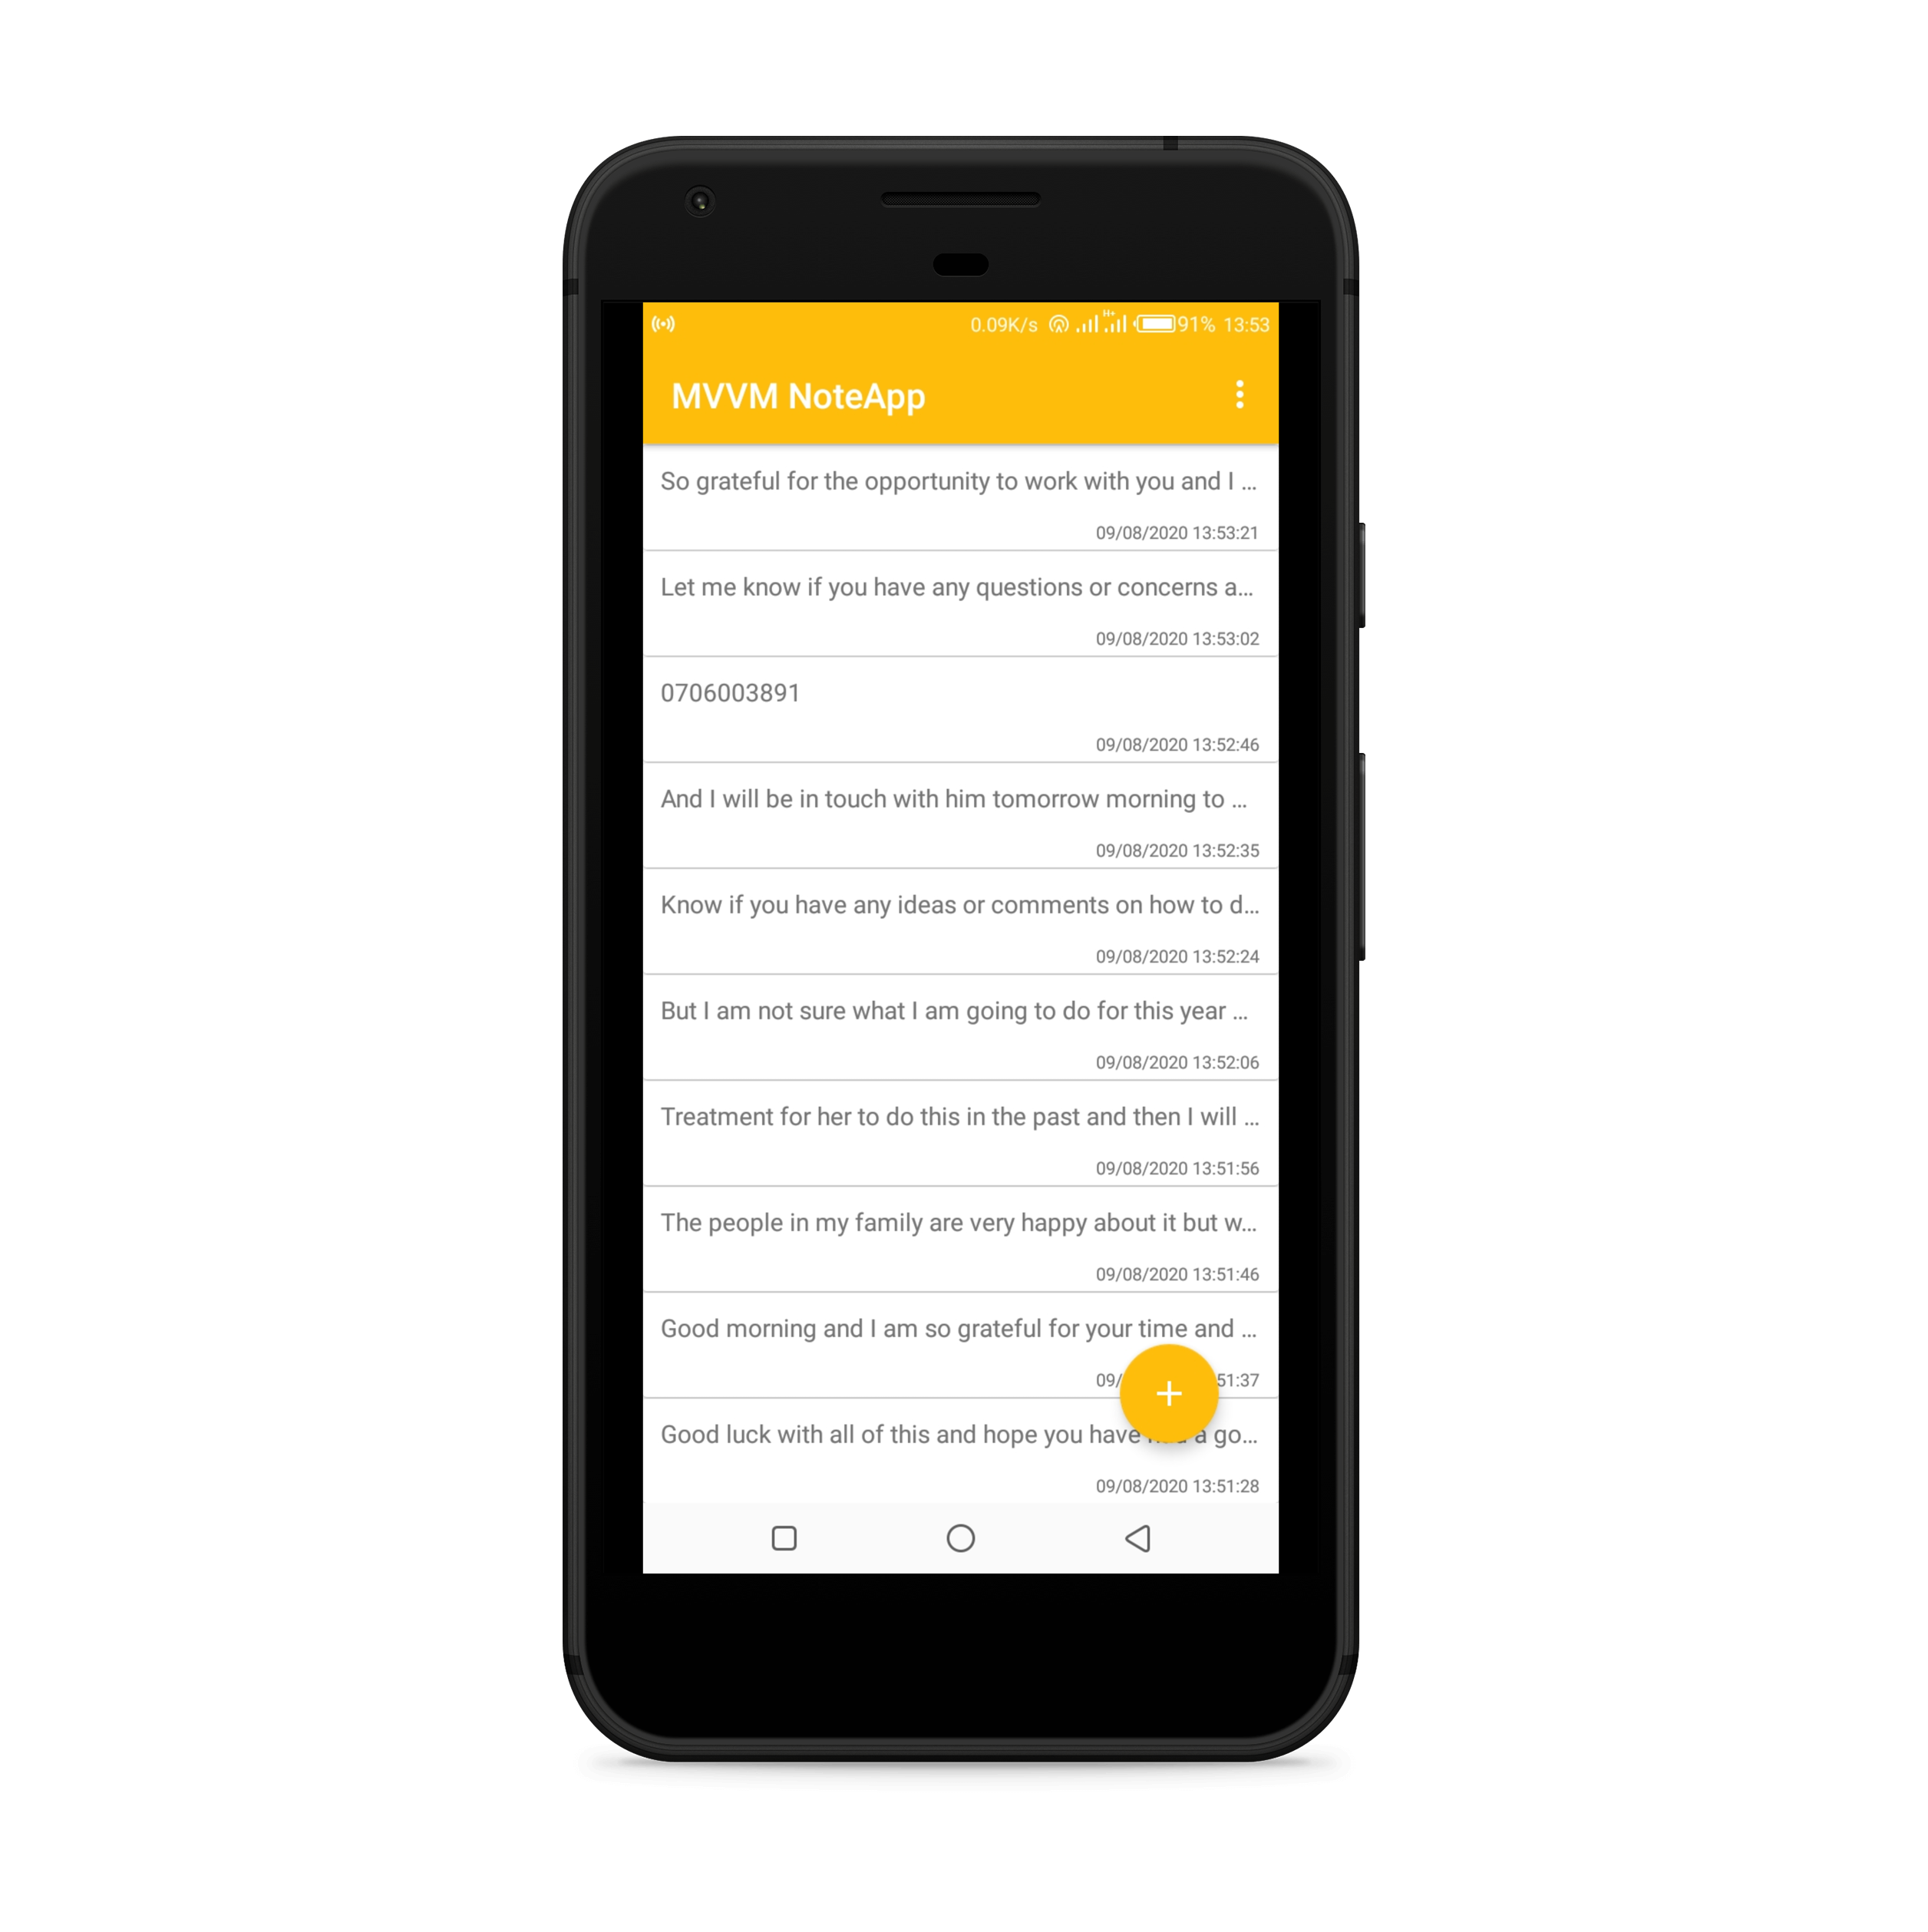 0.09K/s H+ 91% 13:53
MVVM NoteApp
So grateful for the opportunity to work with you and I ...
09/08/2020 13:53:21
Let me know if you have any questions or concerns a...
09/08/2020 13:53:02
0706003891
09/08/2020 13:52:46
And I will be in touch with him tomorrow morning to ...
09/08/2020 13:52:35
Know if you have any ideas or comments on how to d...
09/08/2020 13:52:24
But I am not sure what I am going to do for this year ...
09/08/2020 13:52:06
Treatment for her to do this in the past and then I will ...
09/08/2020 13:51:56
The people in my family are very happy about it but w...
09/08/2020 13:51:46
Good morning and I am so grateful for your time and ...
09/ 51:37
Good luck with all of this and hope you have a go...
09/08/2020 13:51:28